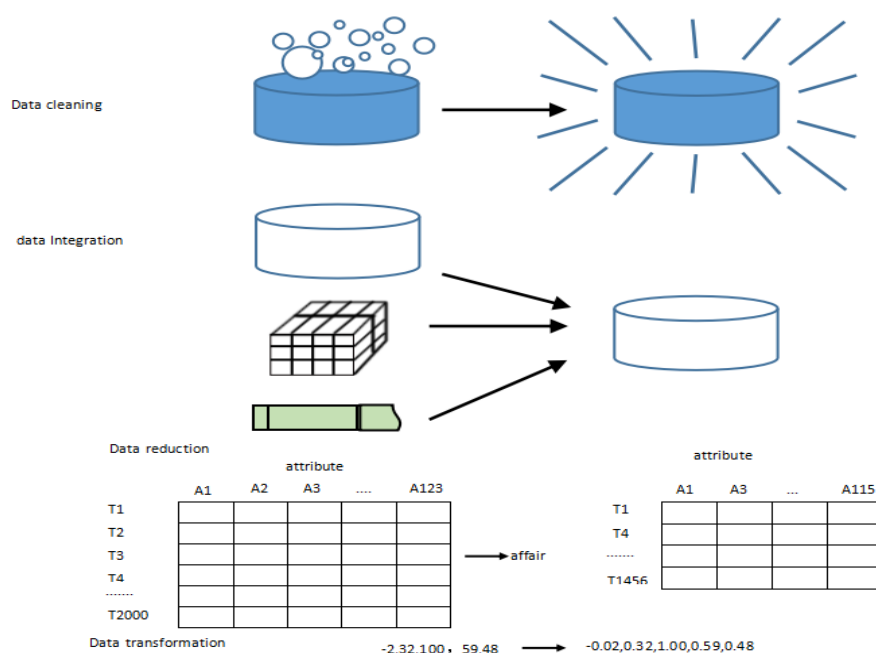 Data cleaning
data Integration
Data reduction
attribute
A1 A2 A3 .... A123
T1
T2
T3
T4
.......
T2000
affair
attribute
A1 A3 ... A115
T1
T4
.......
T1456
Data transformation
-2,32,100，59,48
-0.02,0.32,1.00,0.59,0.48